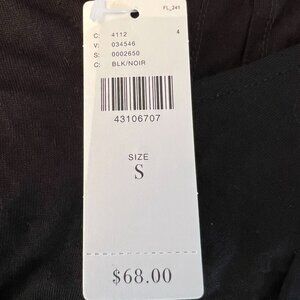 FL_241
C: 4112 4
V: 034546
S: 0002650
C: BLK/NOIR
43106707
SIZE
S
$68.00